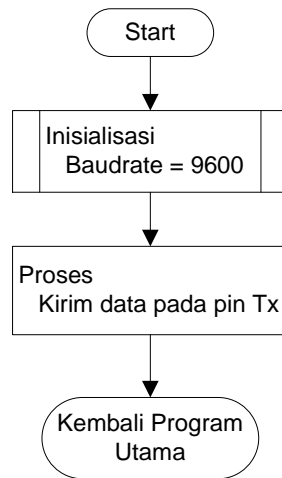 Start
Inisialisasi
Baudrate = 9600
Proses
Kirim data pada pin Tx
Kembali Program
Utama